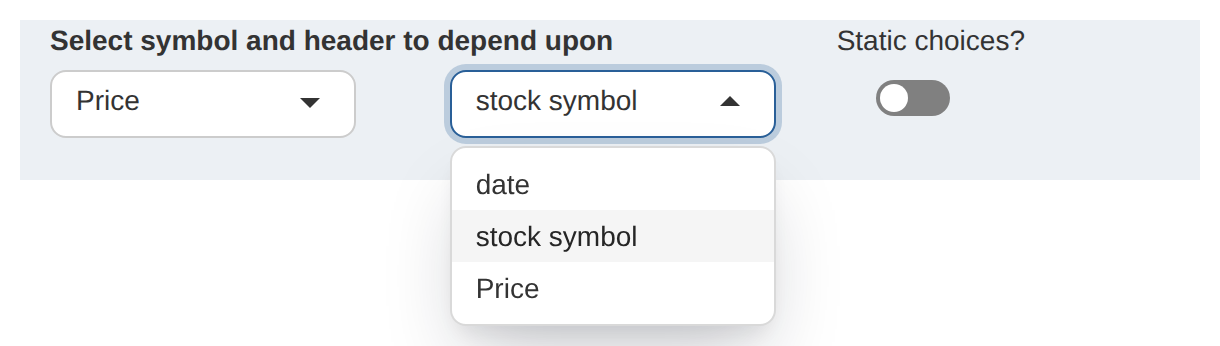 Select symbol and header to depend upon
Static choices?
Price
stock symbol
date
stock symbol
Price